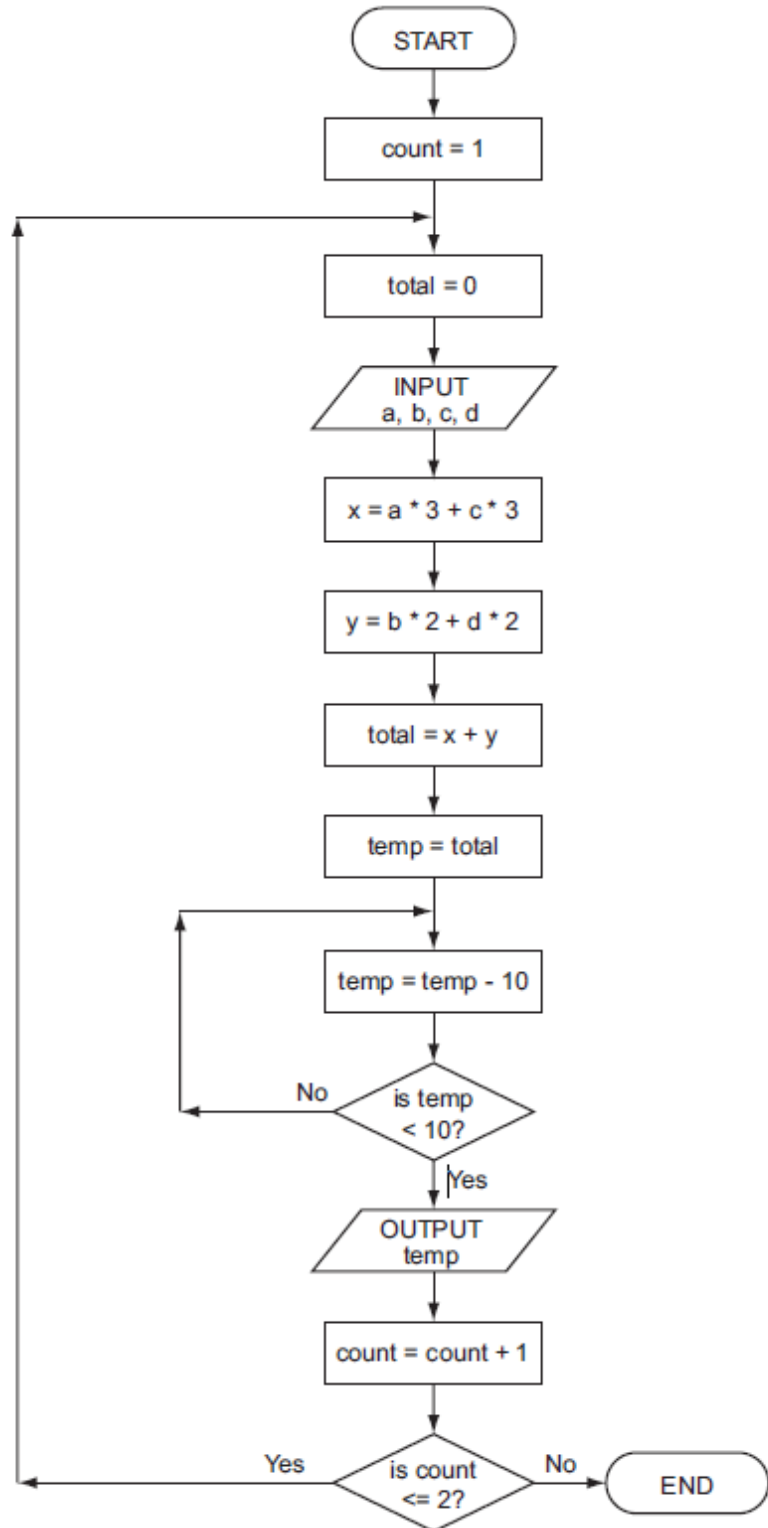 START
count = 1
total = 0
INPUT
a, b, c, d
x = a * 3 + c * 3
y = b * 2 + d * 2
total = x + y
temp = total
temp = temp - 10
No
is temp
< 10?
Yes
OUTPUT
temp
count = count + 1
Yes
is count
<= 2?
No
END